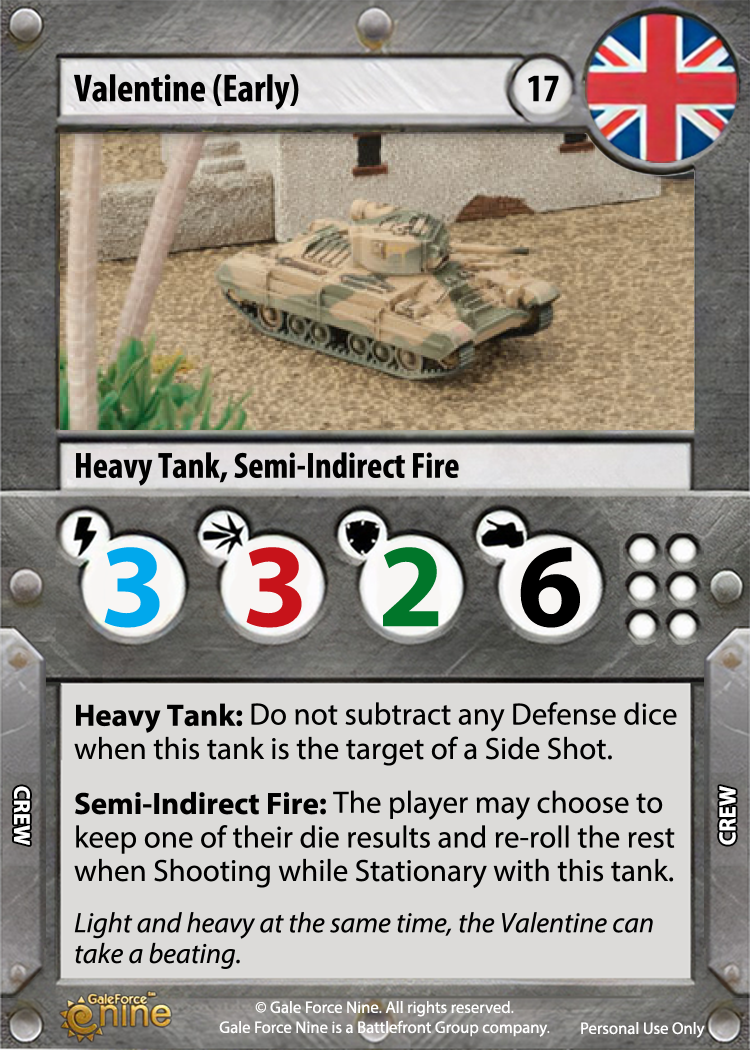 Valentine (Early)
17
Heavy Tank, Semi-Indirect Fire
3
3
2
6
Heavy Tank: Do not subtract any Defense dice
when this tank is the target of a Side Shot.
Semi-Indirect Fire: The player may choose to
keep one of their die results and re-roll the rest
when Shooting while Stationary with this tank.
Light and heavy at the same time, the Valentine can
take a beating.
CREW
CREW
GaleForce™
nine
© Gale Force Nine. All rights reserved.
Gale Force Nine is a Battlefront Group company.
Personal Use Only